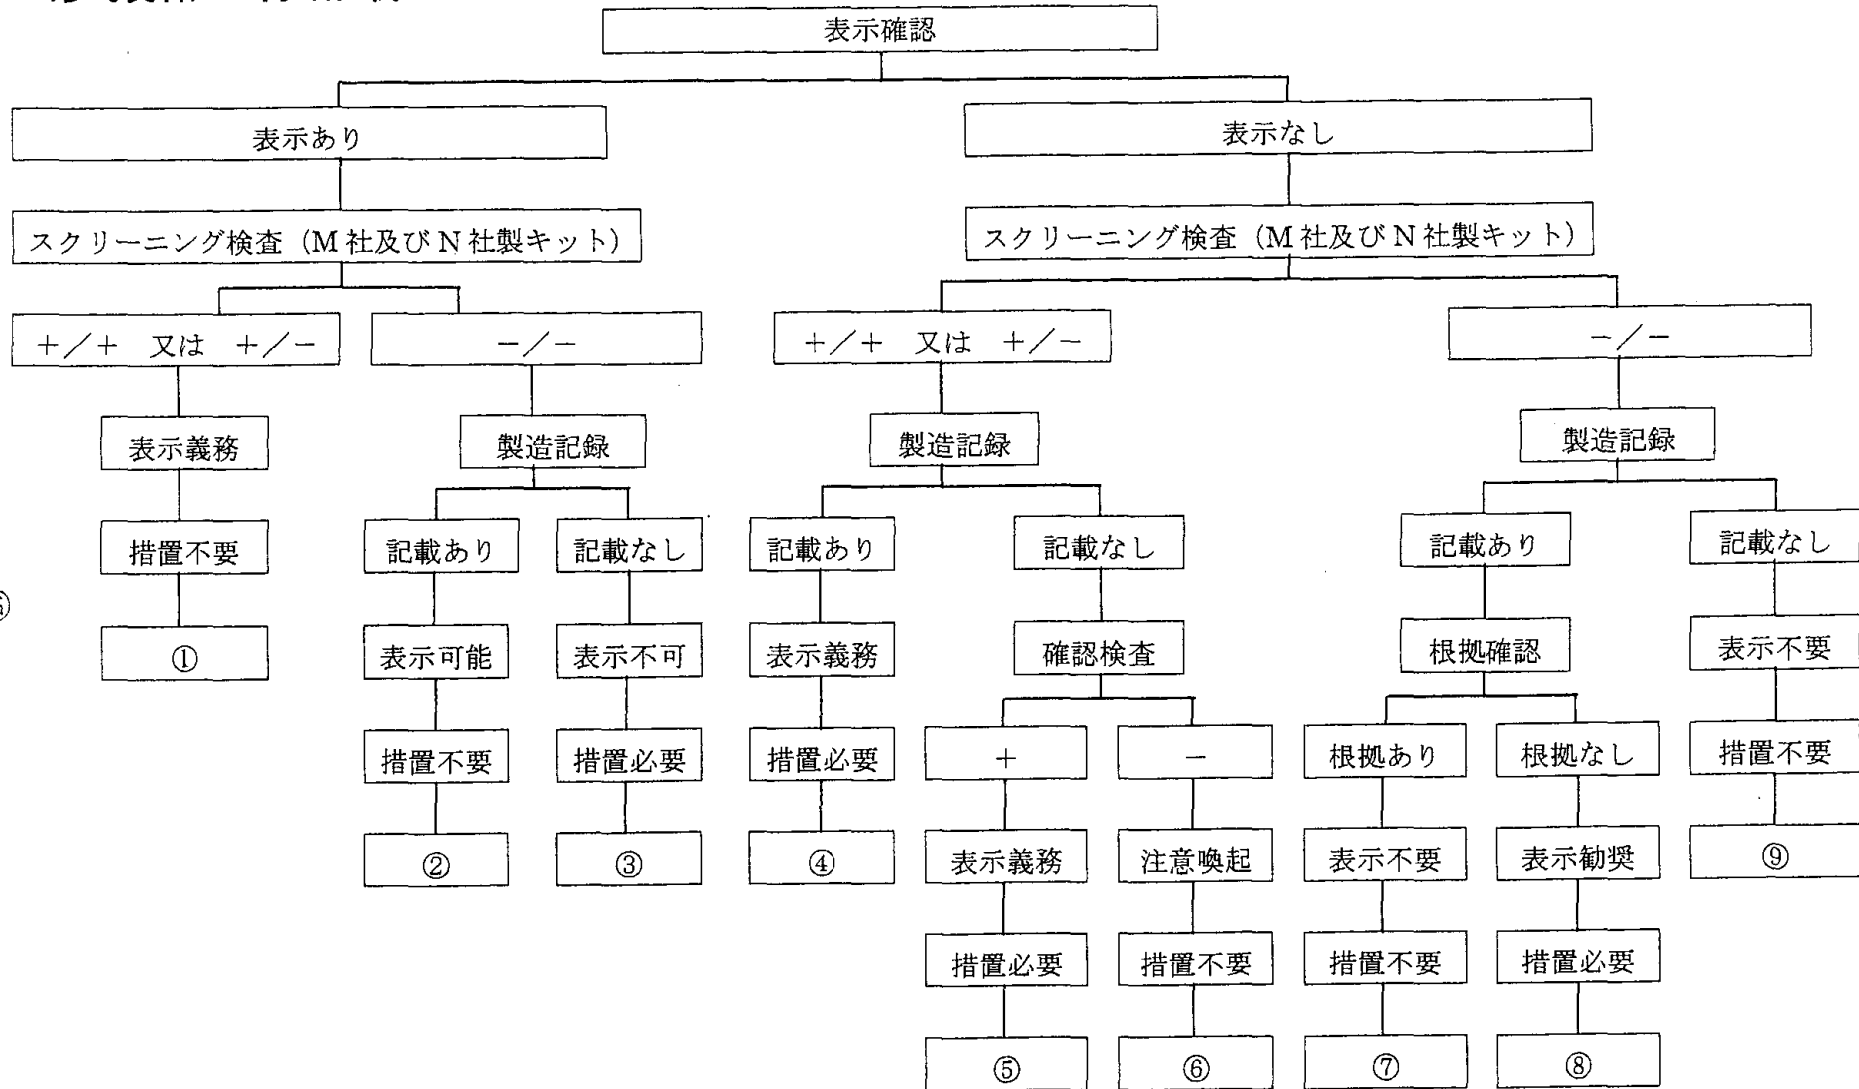 表示確認
表示あり
表示なし
スクリーニング検査（M社及びN社製キット）
スクリーニング検査（M社及びN社製キット）
＋／＋　又は　＋／－
－／－
＋／＋　又は　＋／－
－／－
表示義務
製造記録
製造記録
製造記録
措置不要
記載あり
記載なし
記載あり
記載なし
記載あり
記載なし
①
表示可能
表示不可
表示義務
確認検査
根拠確認
表示不要
措置不要
措置必要
措置必要
＋
－
根拠あり
根拠なし
措置不要
②
③
④
表示義務
注意喚起
表示不要
表示勧奨
⑨
措置必要
措置不要
措置不要
措置必要
⑤
⑥
⑦
⑧